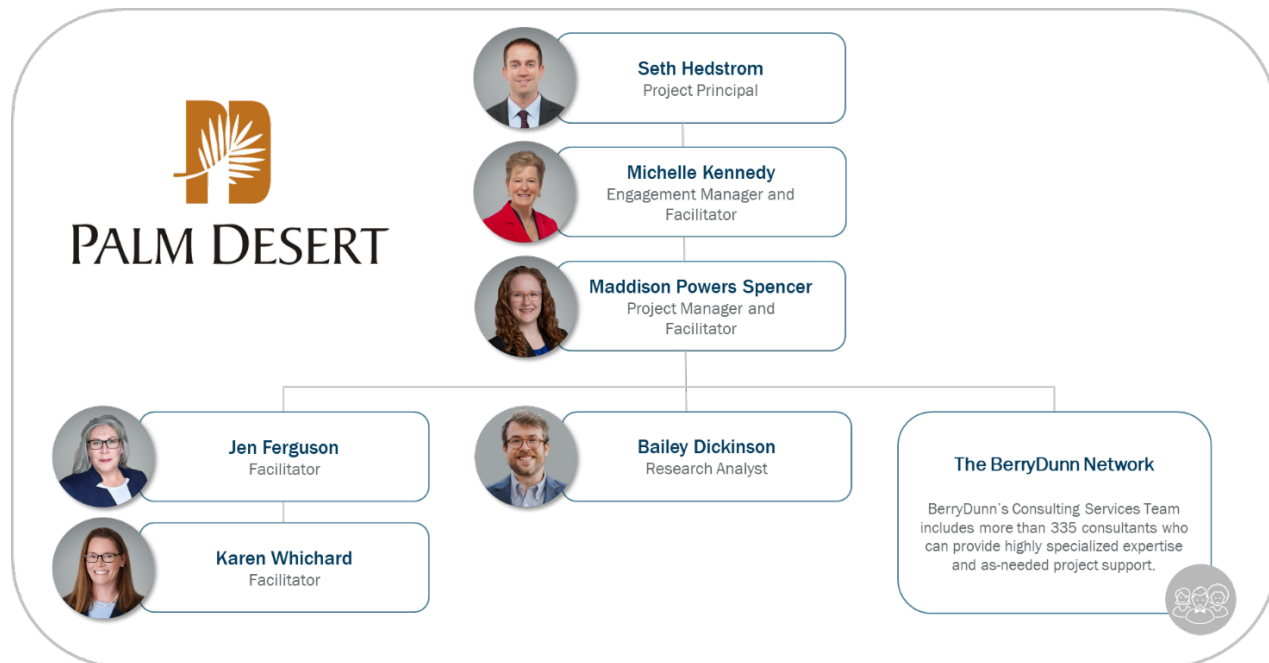 PALM DESERT
Seth Hedstrom
Project Principal
Michelle Kennedy
Engagement Manager and
Facilitator
Maddison Powers Spencer
Project Manager and
Facilitator
Jen Ferguson
Facilitator
Karen Whichard
Facilitator
Bailey Dickinson
Research Analyst
The BerryDunn Network
BerryDunn's Consulting Services Team
includes more than 335 consultants who
can provide highly specialized expertise
and as-needed project support.